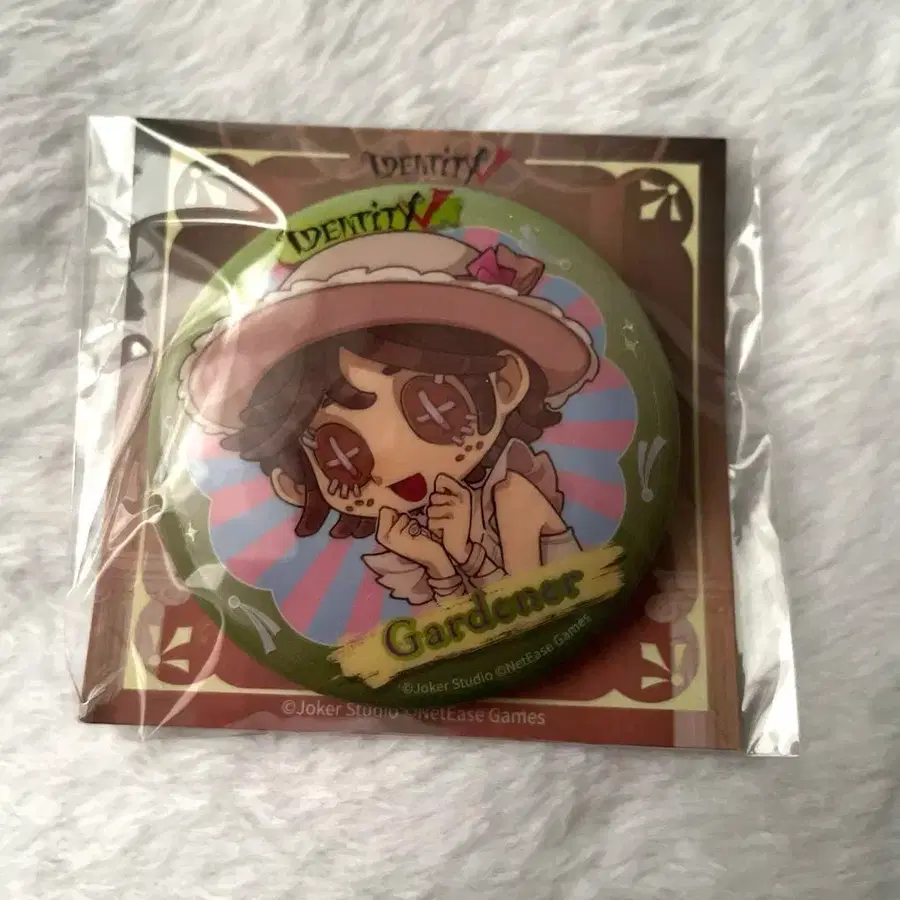 IDENTITY V
IDENTITY V
Gardener
©Joker Studio ©NetEase Games
©Joker Studio ©NetEase Games